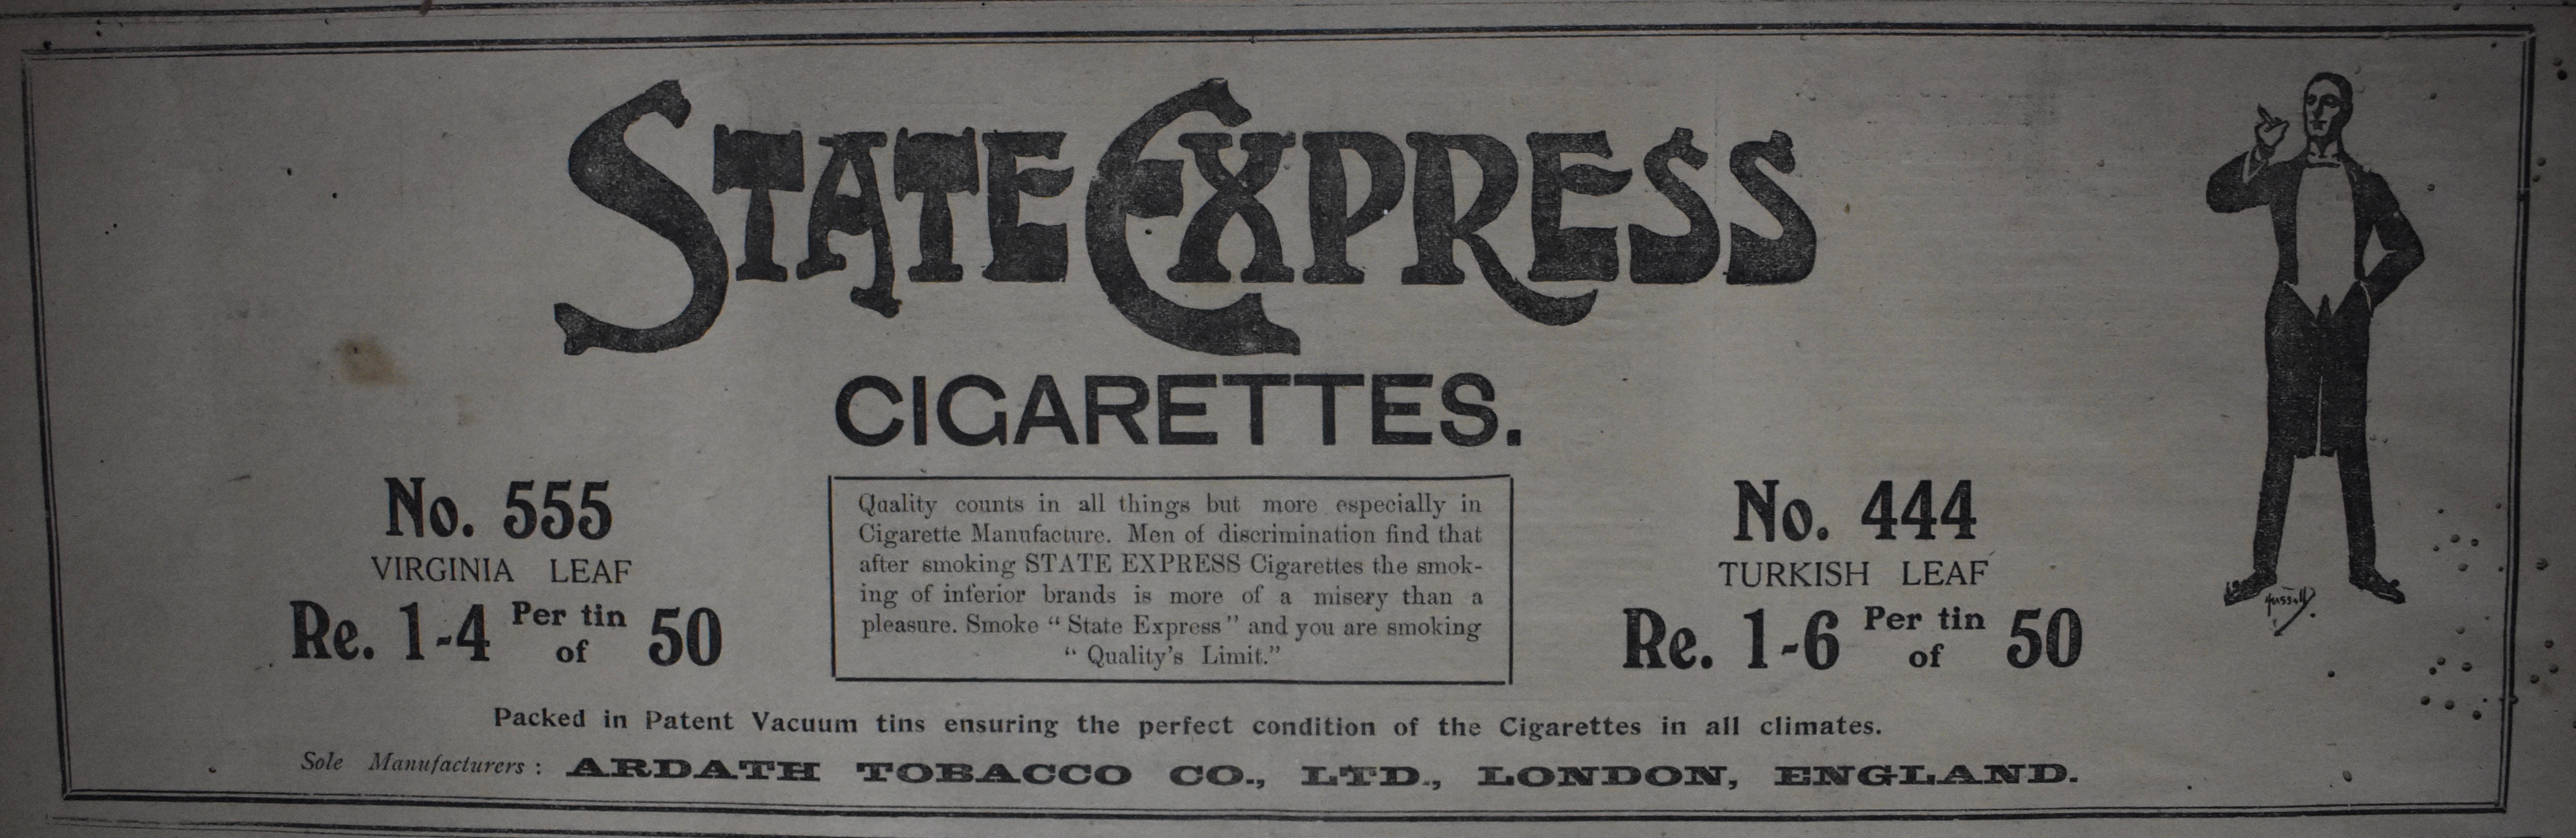 STATE EXPRESS
CIGARETTES.
No. 555
VIRGINIA LEAF
Re. 1-4 Per tin of 50
Quality counts in all things but more especially in
Cigarette Manufacture. Men of discrimination find that
after smoking STATE EXPRESS Cigarettes the smok-
ing of inferior brands is more of a misery than a
pleasure. Smoke “ State Express ” and you are smoking
“ Quality's Limit.”
No. 444
TURKISH LEAF
Re. 1-6 Per tin of 50
Packed in Patent Vacuum tins ensuring the perfect condition of the Cigarettes in all climates.
Sole Manufacturers : ARDATH TOBACCO CO., LTD., LONDON, ENGLAND.